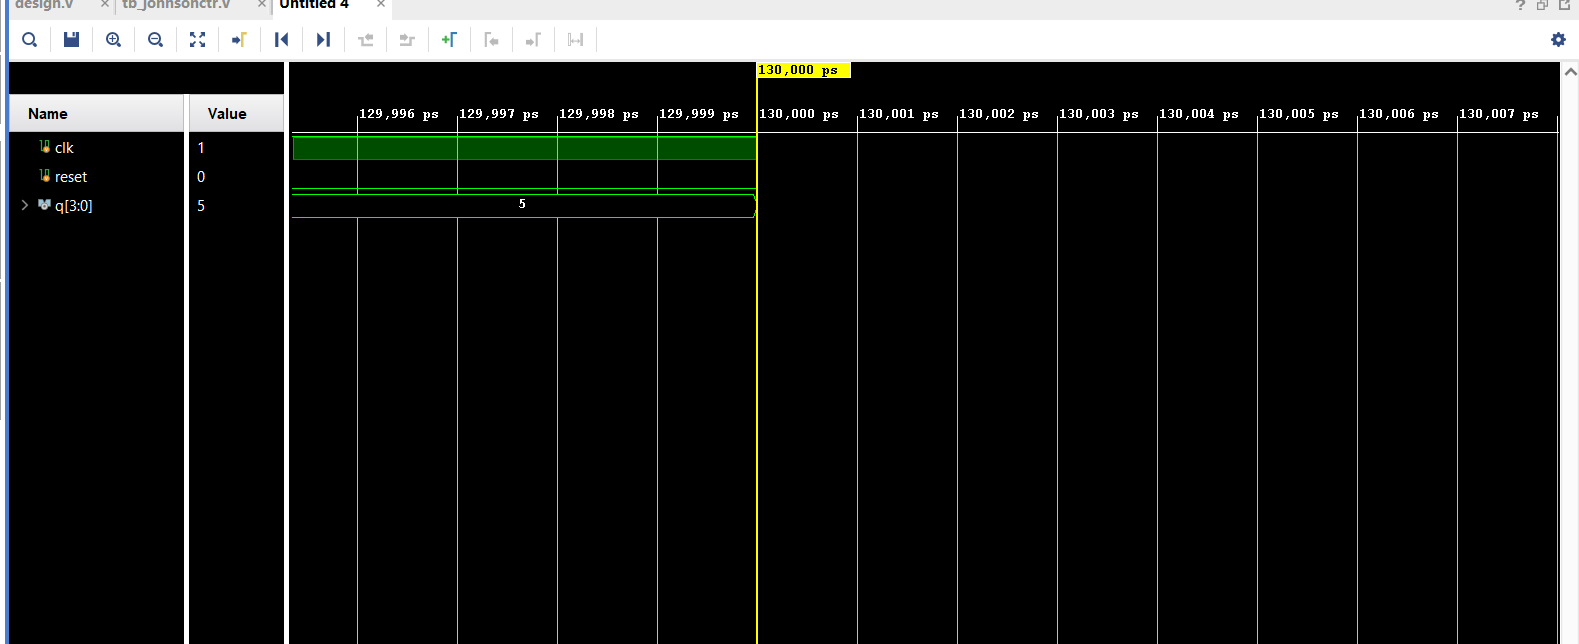 design.v × tb_johnsonctr.v × Untitled 4 ×
?
130,000 ps
Name Value
129,996 ps 129,997 ps 129,998 ps 129,999 ps 130,000 ps 130,001 ps 130,002 ps 130,003 ps 130,004 ps 130,005 ps 130,006 ps 130,007 ps
clk 1
reset 0
q[3:0] 5 5